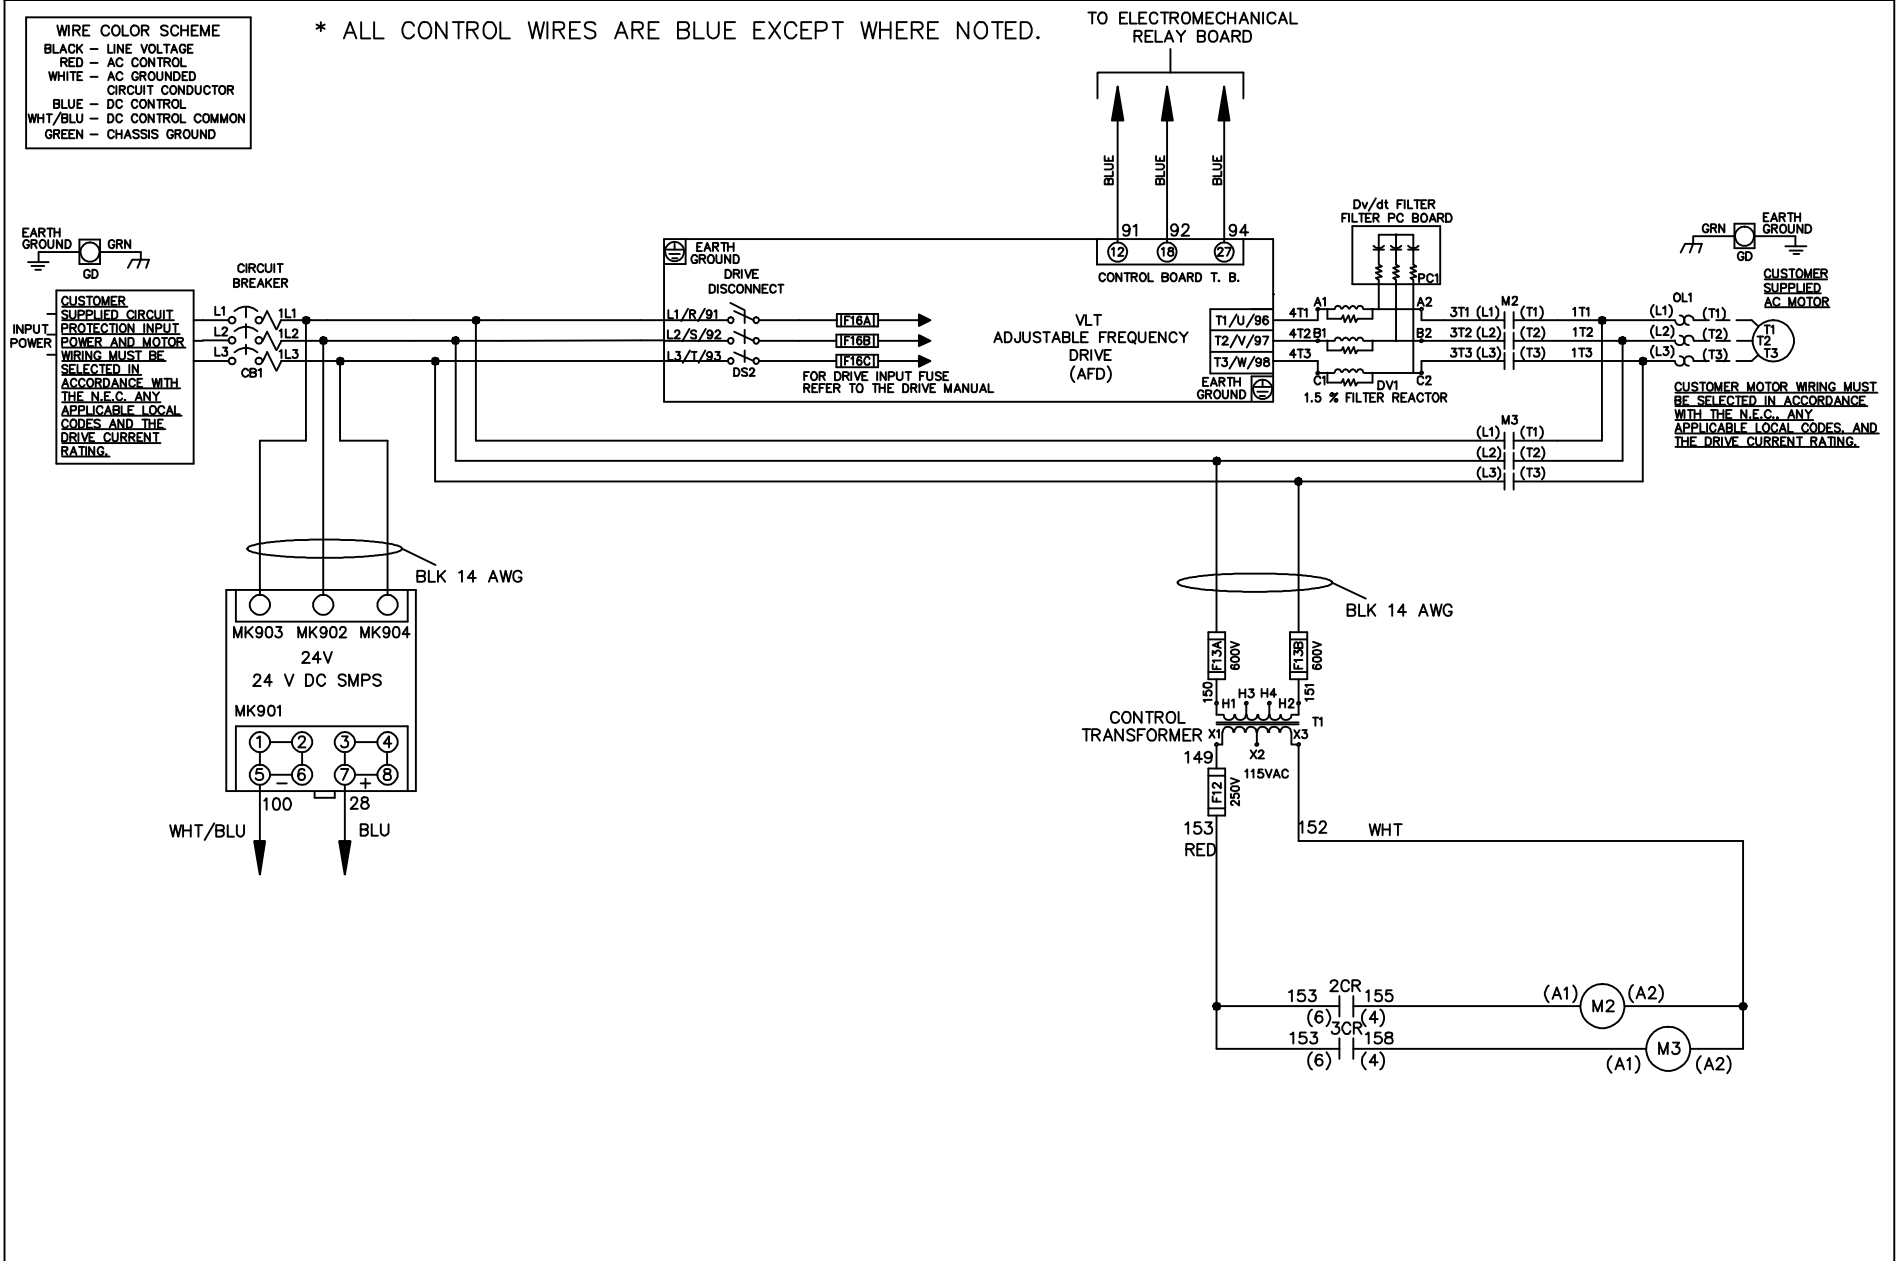 WIRE COLOR SCHEME
BLACK – LINE VOLTAGE
RED – AC CONTROL
WHITE – AC GROUNDED
CIRCUIT CONDUCTOR
BLUE – DC CONTROL
WHT/BLU – DC CONTROL COMMON
GREEN – CHASSIS GROUND
* ALL CONTROL WIRES ARE BLUE EXCEPT WHERE NOTED.
TO ELECTROMECHANICAL
RELAY BOARD
BLUE
BLUE
BLUE
91
92
94
12
18
27
CONTROL BOARD T. B.
EARTH
GROUND
GRN
GD
CIRCUIT
BREAKER
INPUT
POWER
CUSTOMER
SUPPLIED CIRCUIT
PROTECTION INPUT
POWER AND MOTOR
WIRING MUST BE
SELECTED IN
ACCORDANCE WITH
THE N.E.C. ANY
APPLICABLE LOCAL
CODES AND THE
DRIVE CURRENT
RATING.
L1
L2
L3
1L1
1L2
1L3
CB1
EARTH
GROUND
DRIVE
DISCONNECT
L1/R/91
L2/S/92
L3/T/93
DS2
F16A
F16B
F16C
FOR DRIVE INPUT FUSE
REFER TO THE DRIVE MANUAL
VLT
ADJUSTABLE FREQUENCY
DRIVE
(AFD)
T1/U/96
T2/V/97
T3/W/98
EARTH
GROUND
4T1
4T2
4T3
A1
B1
C1
A2
B2
C2
DV1
1.5 % FILTER REACTOR
Dv/dt FILTER
FILTER PC BOARD
PC1
3T1 (L1)
3T2 (L2)
3T3 (L3)
M2
(T1)
(T2)
(T3)
1T1
1T2
1T3
(L1)
(L2)
(L3)
OL1
(T1)
(T2)
(T3)
T1
T2
T3
GRN
EARTH
GROUND
GD
CUSTOMER
SUPPLIED
AC MOTOR
CUSTOMER MOTOR WIRING MUST
BE SELECTED IN ACCORDANCE
WITH THE N.E.C., ANY
APPLICABLE LOCAL CODES, AND
THE DRIVE CURRENT RATING.
M3
(L1)
(L2)
(L3)
(T1)
(T2)
(T3)
BLK 14 AWG
MK903 MK902 MK904
24V
24 V DC SMPS
MK901
1
2
3
4
5
6
7
8
–
+
100
28
WHT/BLU
BLU
BLK 14 AWG
F13A
600V
F13B
600V
150
151
H1
H3
H4
H2
CONTROL
TRANSFORMER
T1
X1
X2
X3
149
115VAC
F12
250V
153
RED
152
WHT
153
2CR
155
(6)
(4)
(A1)
M2
(A2)
153
3CR
158
(6)
(4)
(A1)
M3
(A2)